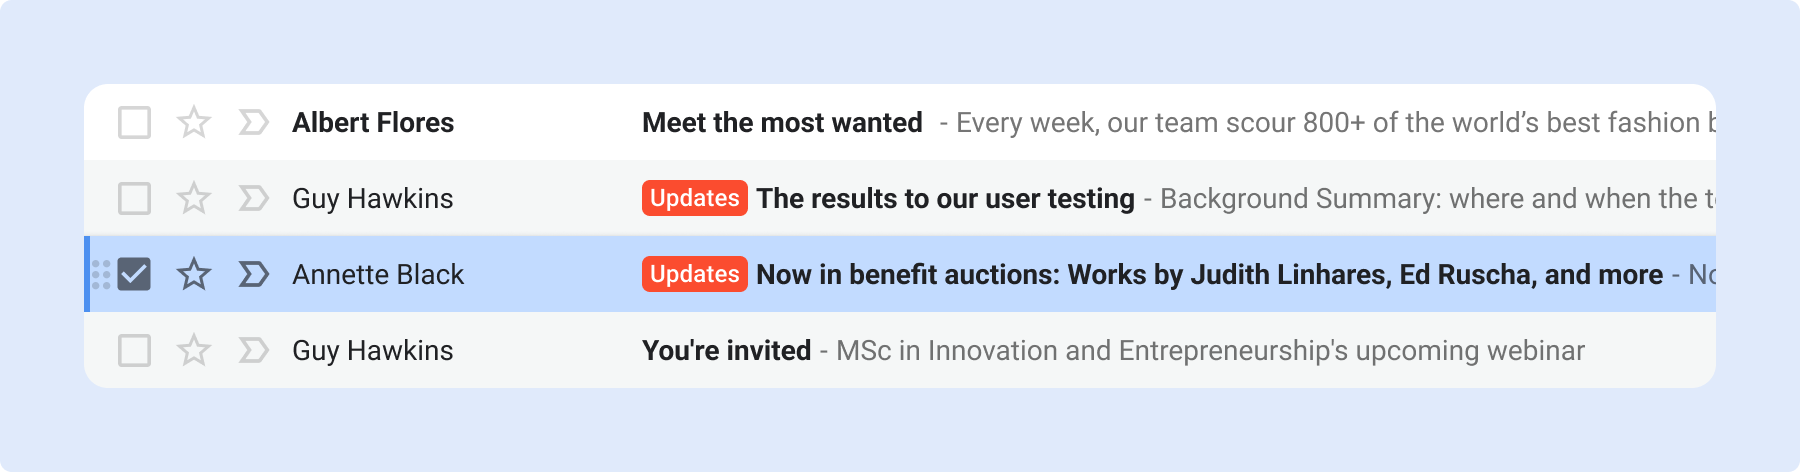 Albert Flores Meet the most wanted - Every week, our team scour 800+ of the world’s best fashion
Guy Hawkins Updates The results to our user testing - Background Summary: where and when the
Annette Black Updates Now in benefit auctions: Works by Judith Linhares, Ed Ruscha, and more -
Guy Hawkins You're invited - MSc in Innovation and Entrepreneurship's upcoming webinar